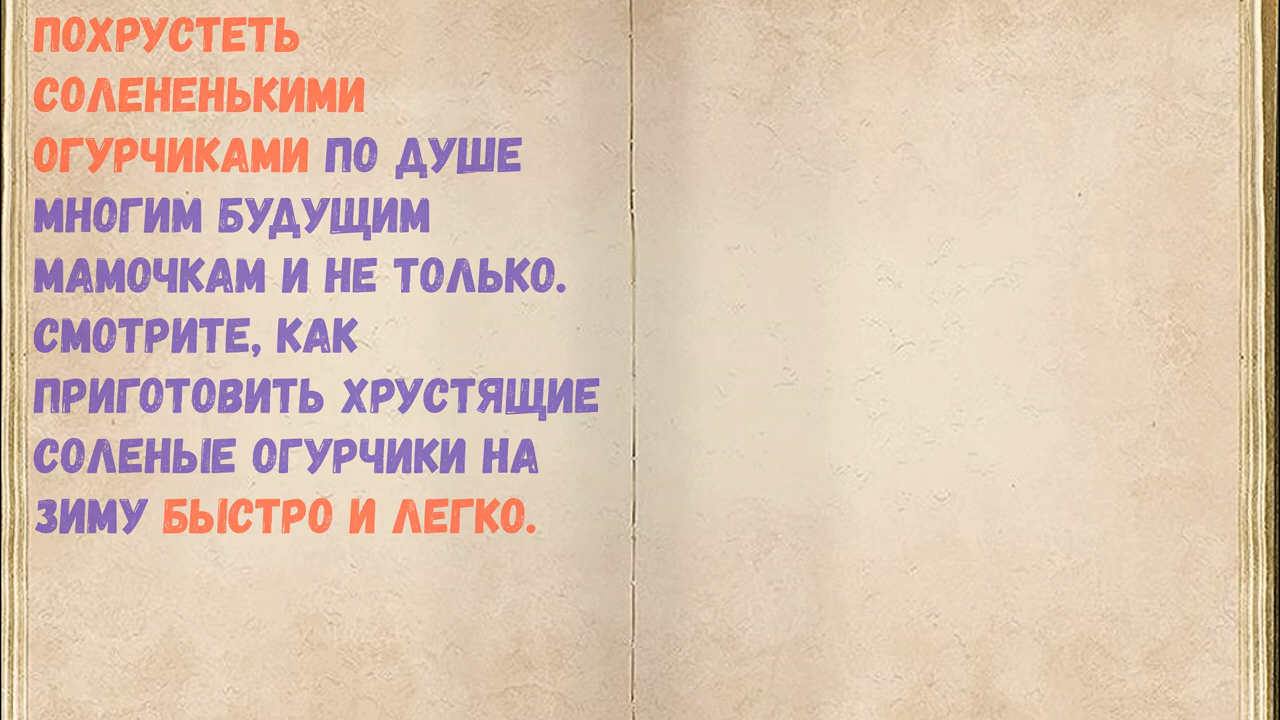 ПОХРУСТЕТЬ
СОЛЕНЕНЬКИМИ
ОГУРЧИКАМИ ПО ДУШЕ
МНОГИМ БУДУЩИМ
МАМОЧКАМ И НЕ ТОЛЬКО.
СМОТРИТЕ, КАК
ПРИГОТОВИТЬ ХРУСТЯЩИЕ
СОЛЕНЫЕ ОГУРЧИКИ НА
ЗИМУ БЫСТРО И ЛЕГКО.